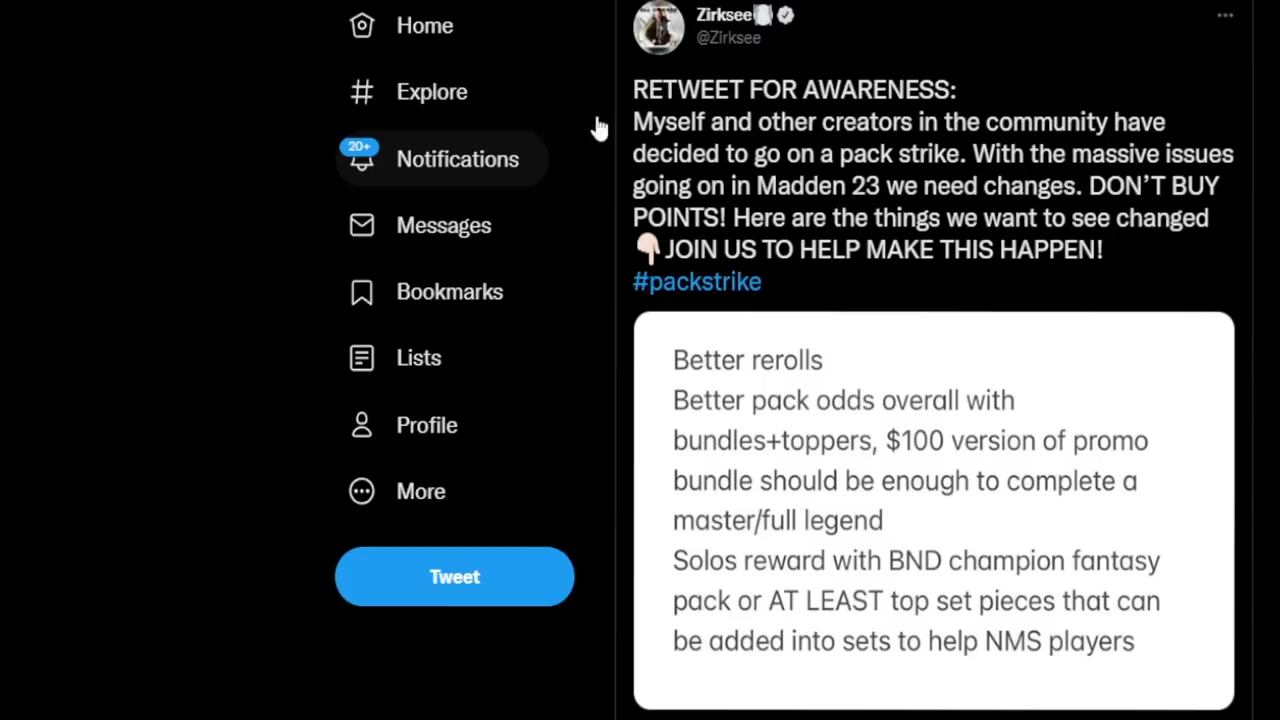 Home
Explore
20+
Notifications
Messages
Bookmarks
Lists
Profile
More
Tweet
Zirksee
@Zirksee
RETWEET FOR AWARENESS:
Myself and other creators in the community have
decided to go on a pack strike. With the massive issues
going on in Madden 23 we need changes. DON'T BUY
POINTS! Here are the things we want to see changed
👇🏻JOIN US TO HELP MAKE THIS HAPPEN!
#packstrike
Better rerolls
Better pack odds overall with
bundles+toppers, $100 version of promo
bundle should be enough to complete a
master/full legend
Solos reward with BND champion fantasy
pack or AT LEAST top set pieces that can
be added into sets to help NMS players